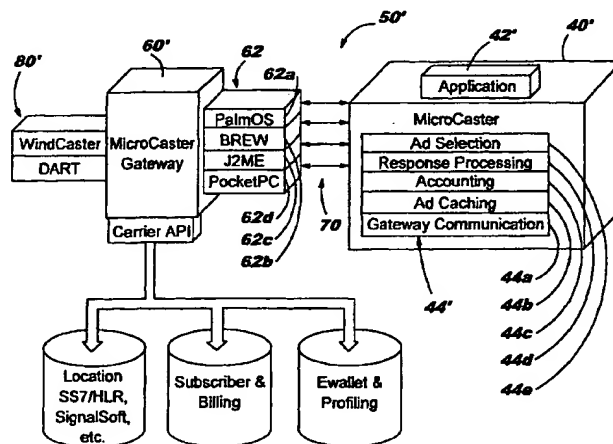 50'
60'
62
40'
42'
80'
62a
Application
PalmOS
MicroCaster
WindCaster
MicroCaster
Gateway
BREW
Ad Selection
DART
J2ME
Response Processing
PocketPC
Accounting
62d
70
Ad Caching
Carrier API
62c
Gateway Communication
62b
44'
44a
44b
44c
44d
44e
Location
SS7/HLR,
SignalSoft,
etc.
Subscriber &
Billing
Ewallet &
Profiling